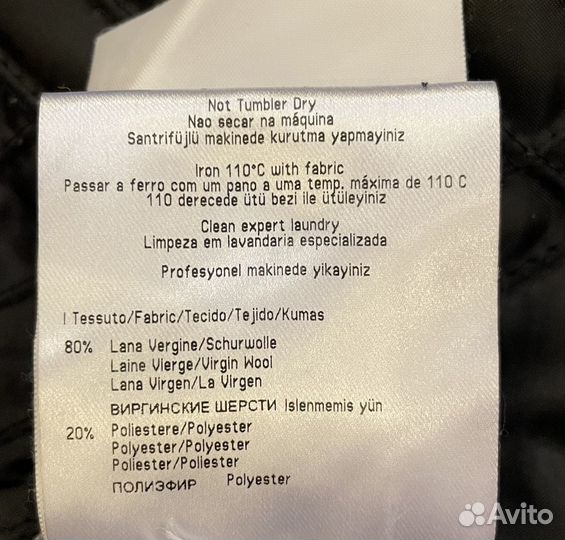 Not Tumbler Dry
Nao secar na máquina
Santrifüjlü makinede kurutma yapmayiniz
Iron 110°C with fabric
Passar a ferro com um pano a uma temp. máxima de 110 C
110 derecede ütü bezi ile ütüleyiniz
Clean expert laundry
Limpeza em lavandaria especializada
Profesyonel makinede yikayiniz
I Tessuto/Fabric/Tecido/Tejido/Kumas
80% Lana Vergine/Schurwolle
Laine Vierge/Virgin Wool
Lana Virgen/La Virgen
ВИРГИНСКИЕ ШЕРСТИ Islenmemis yün
20% Poliestere/Polyester
Polyester/Polyester
Poliester/Poliester
ПОЛИЭФИР Polyester
Avito